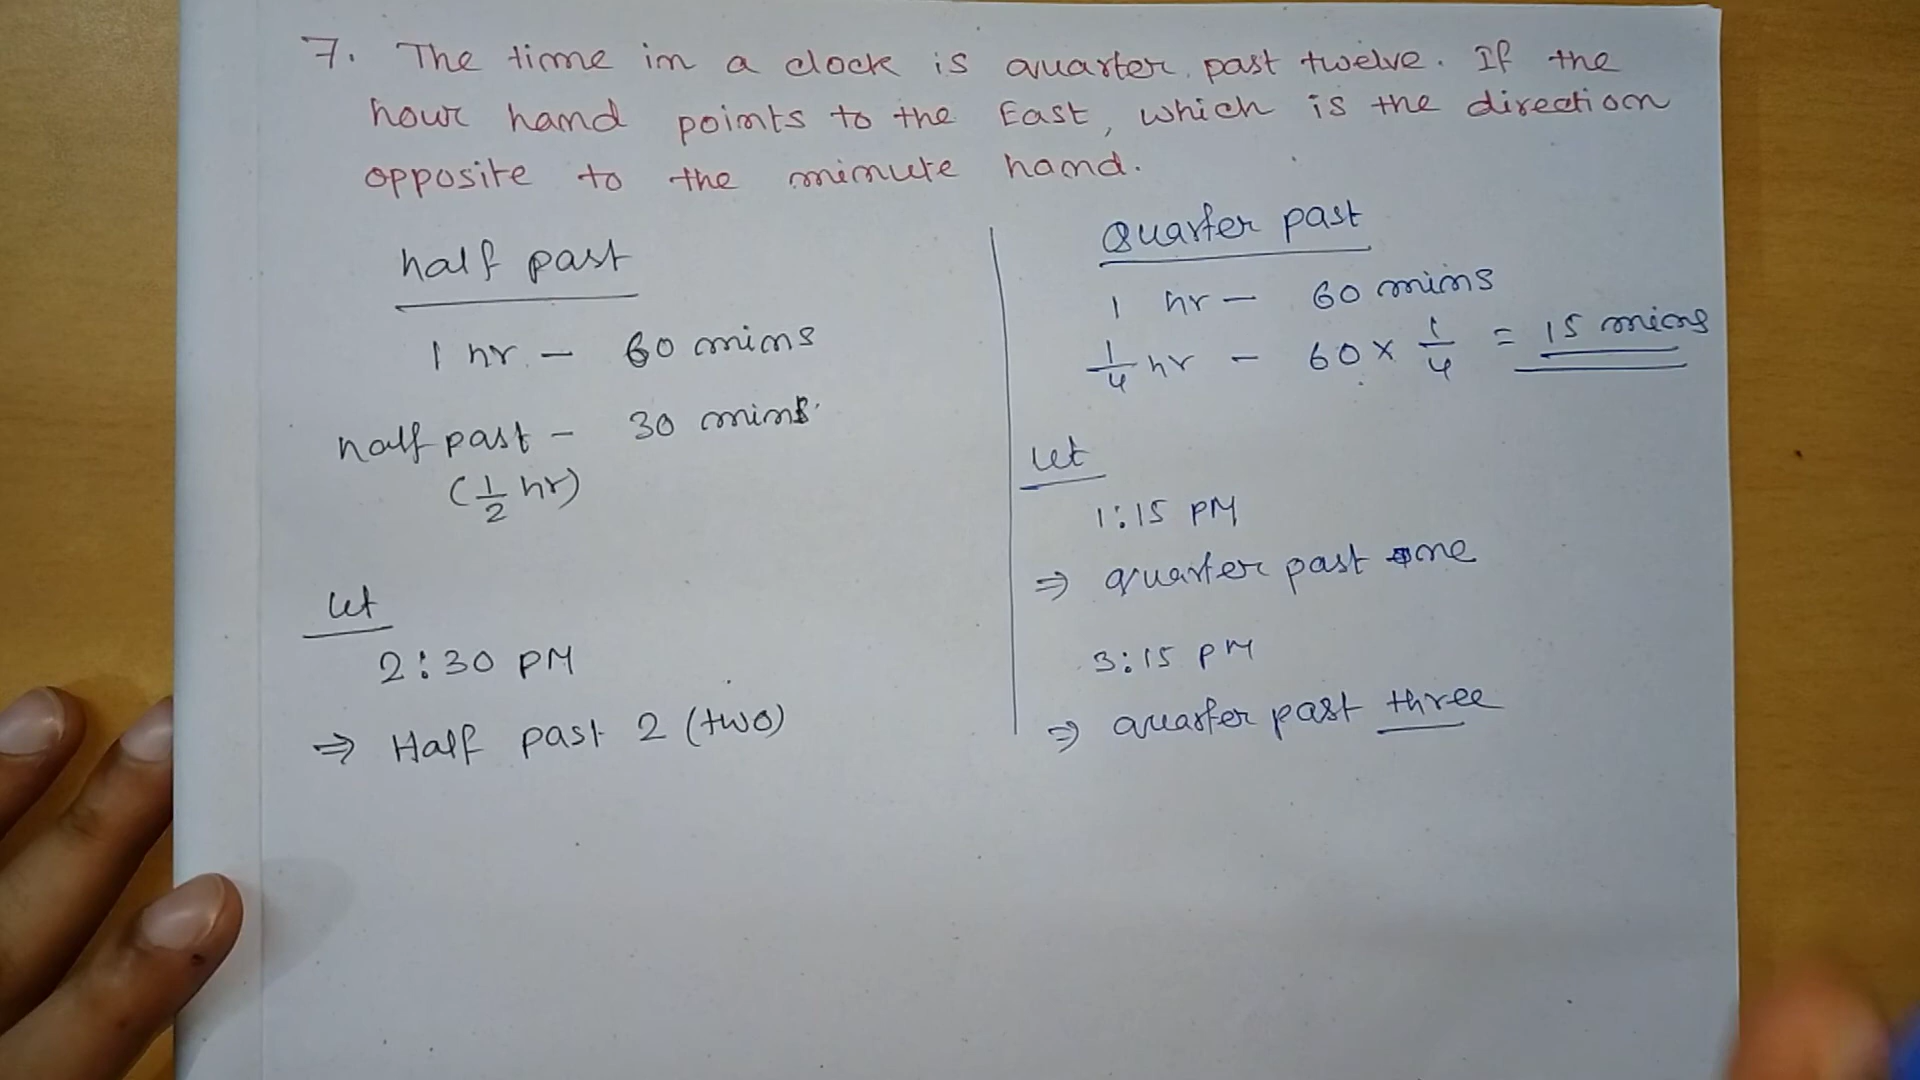 7. The time in a clock is quarter past twelve. If the
hour hand points to the East, which is the direction
opposite to the minute hand.
half past
1 hr - 60 mins
half past - 30 mins.
(1/2 hr)
let
2:30 PM
⇒ Half past 2 (two)
Quarter past
1 hr - 60 mins
1/4 hr - 60 × 1/4 = 15 mins
let
1:15 PM
⇒ quarter past one
3:15 PM
⇒ quarter past three